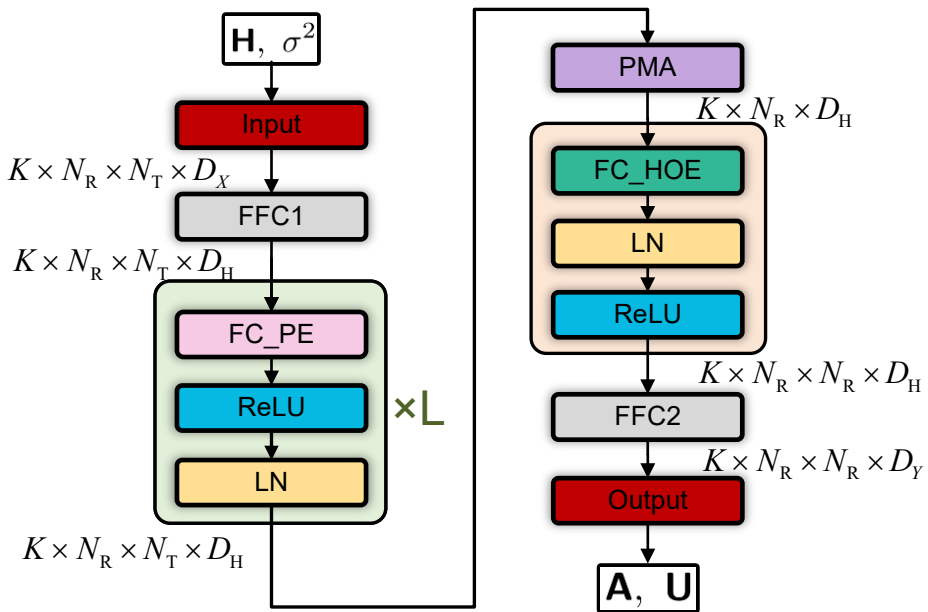 H, σ²
Input
K × N_R × N_T × D_X
FFC1
K × N_R × N_T × D_H
FC_PE
ReLU
×L
LN
K × N_R × N_T × D_H
PMA
K × N_R × D_H
FC_HOE
LN
ReLU
K × N_R × N_R × D_H
FFC2
K × N_R × N_R × D_Y
Output
A, U